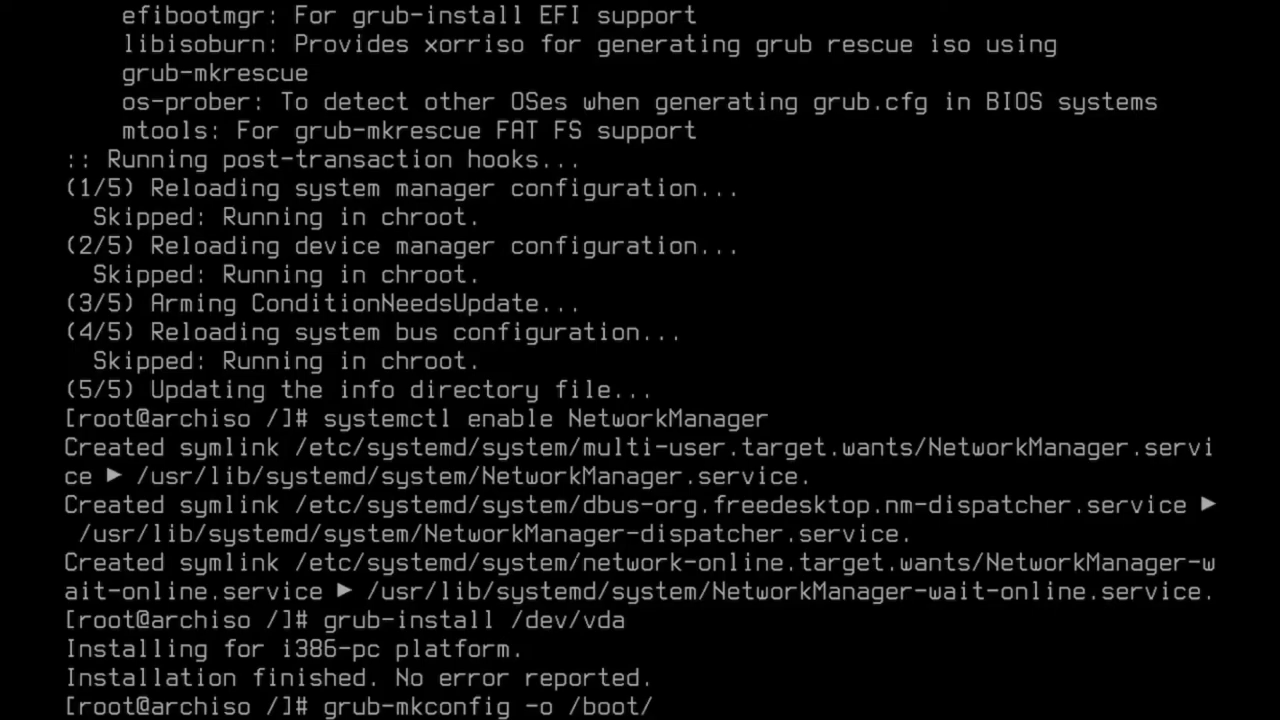 efibootmgr: For grub-install EFI support
libisoburn: Provides xorriso for generating grub rescue iso using
grub-mkrescue
os-prober: To detect other OSes when generating grub.cfg in BIOS systems
mtools: For grub-mkrescue FAT FS support
:: Running post-transaction hooks...
(1/5) Reloading system manager configuration...
Skipped: Running in chroot.
(2/5) Reloading device manager configuration...
Skipped: Running in chroot.
(3/5) Arming ConditionNeedsUpdate...
(4/5) Reloading system bus configuration...
Skipped: Running in chroot.
(5/5) Updating the info directory file...
[root@archiso /]# systemctl enable NetworkManager
Created symlink /etc/systemd/system/multi-user.target.wants/NetworkManager.servi
ce ► /usr/lib/systemd/system/NetworkManager.service.
Created symlink /etc/systemd/system/dbus-org.freedesktop.nm-dispatcher.service ►
/usr/lib/systemd/system/NetworkManager-dispatcher.service.
Created symlink /etc/systemd/system/network-online.target.wants/NetworkManager-w
ait-online.service ► /usr/lib/systemd/system/NetworkManager-wait-online.service.
[root@archiso /]# grub-install /dev/vda
Installing for i386-pc platform.
Installation finished. No error reported.
[root@archiso /]# grub-mkconfig -o /boot/